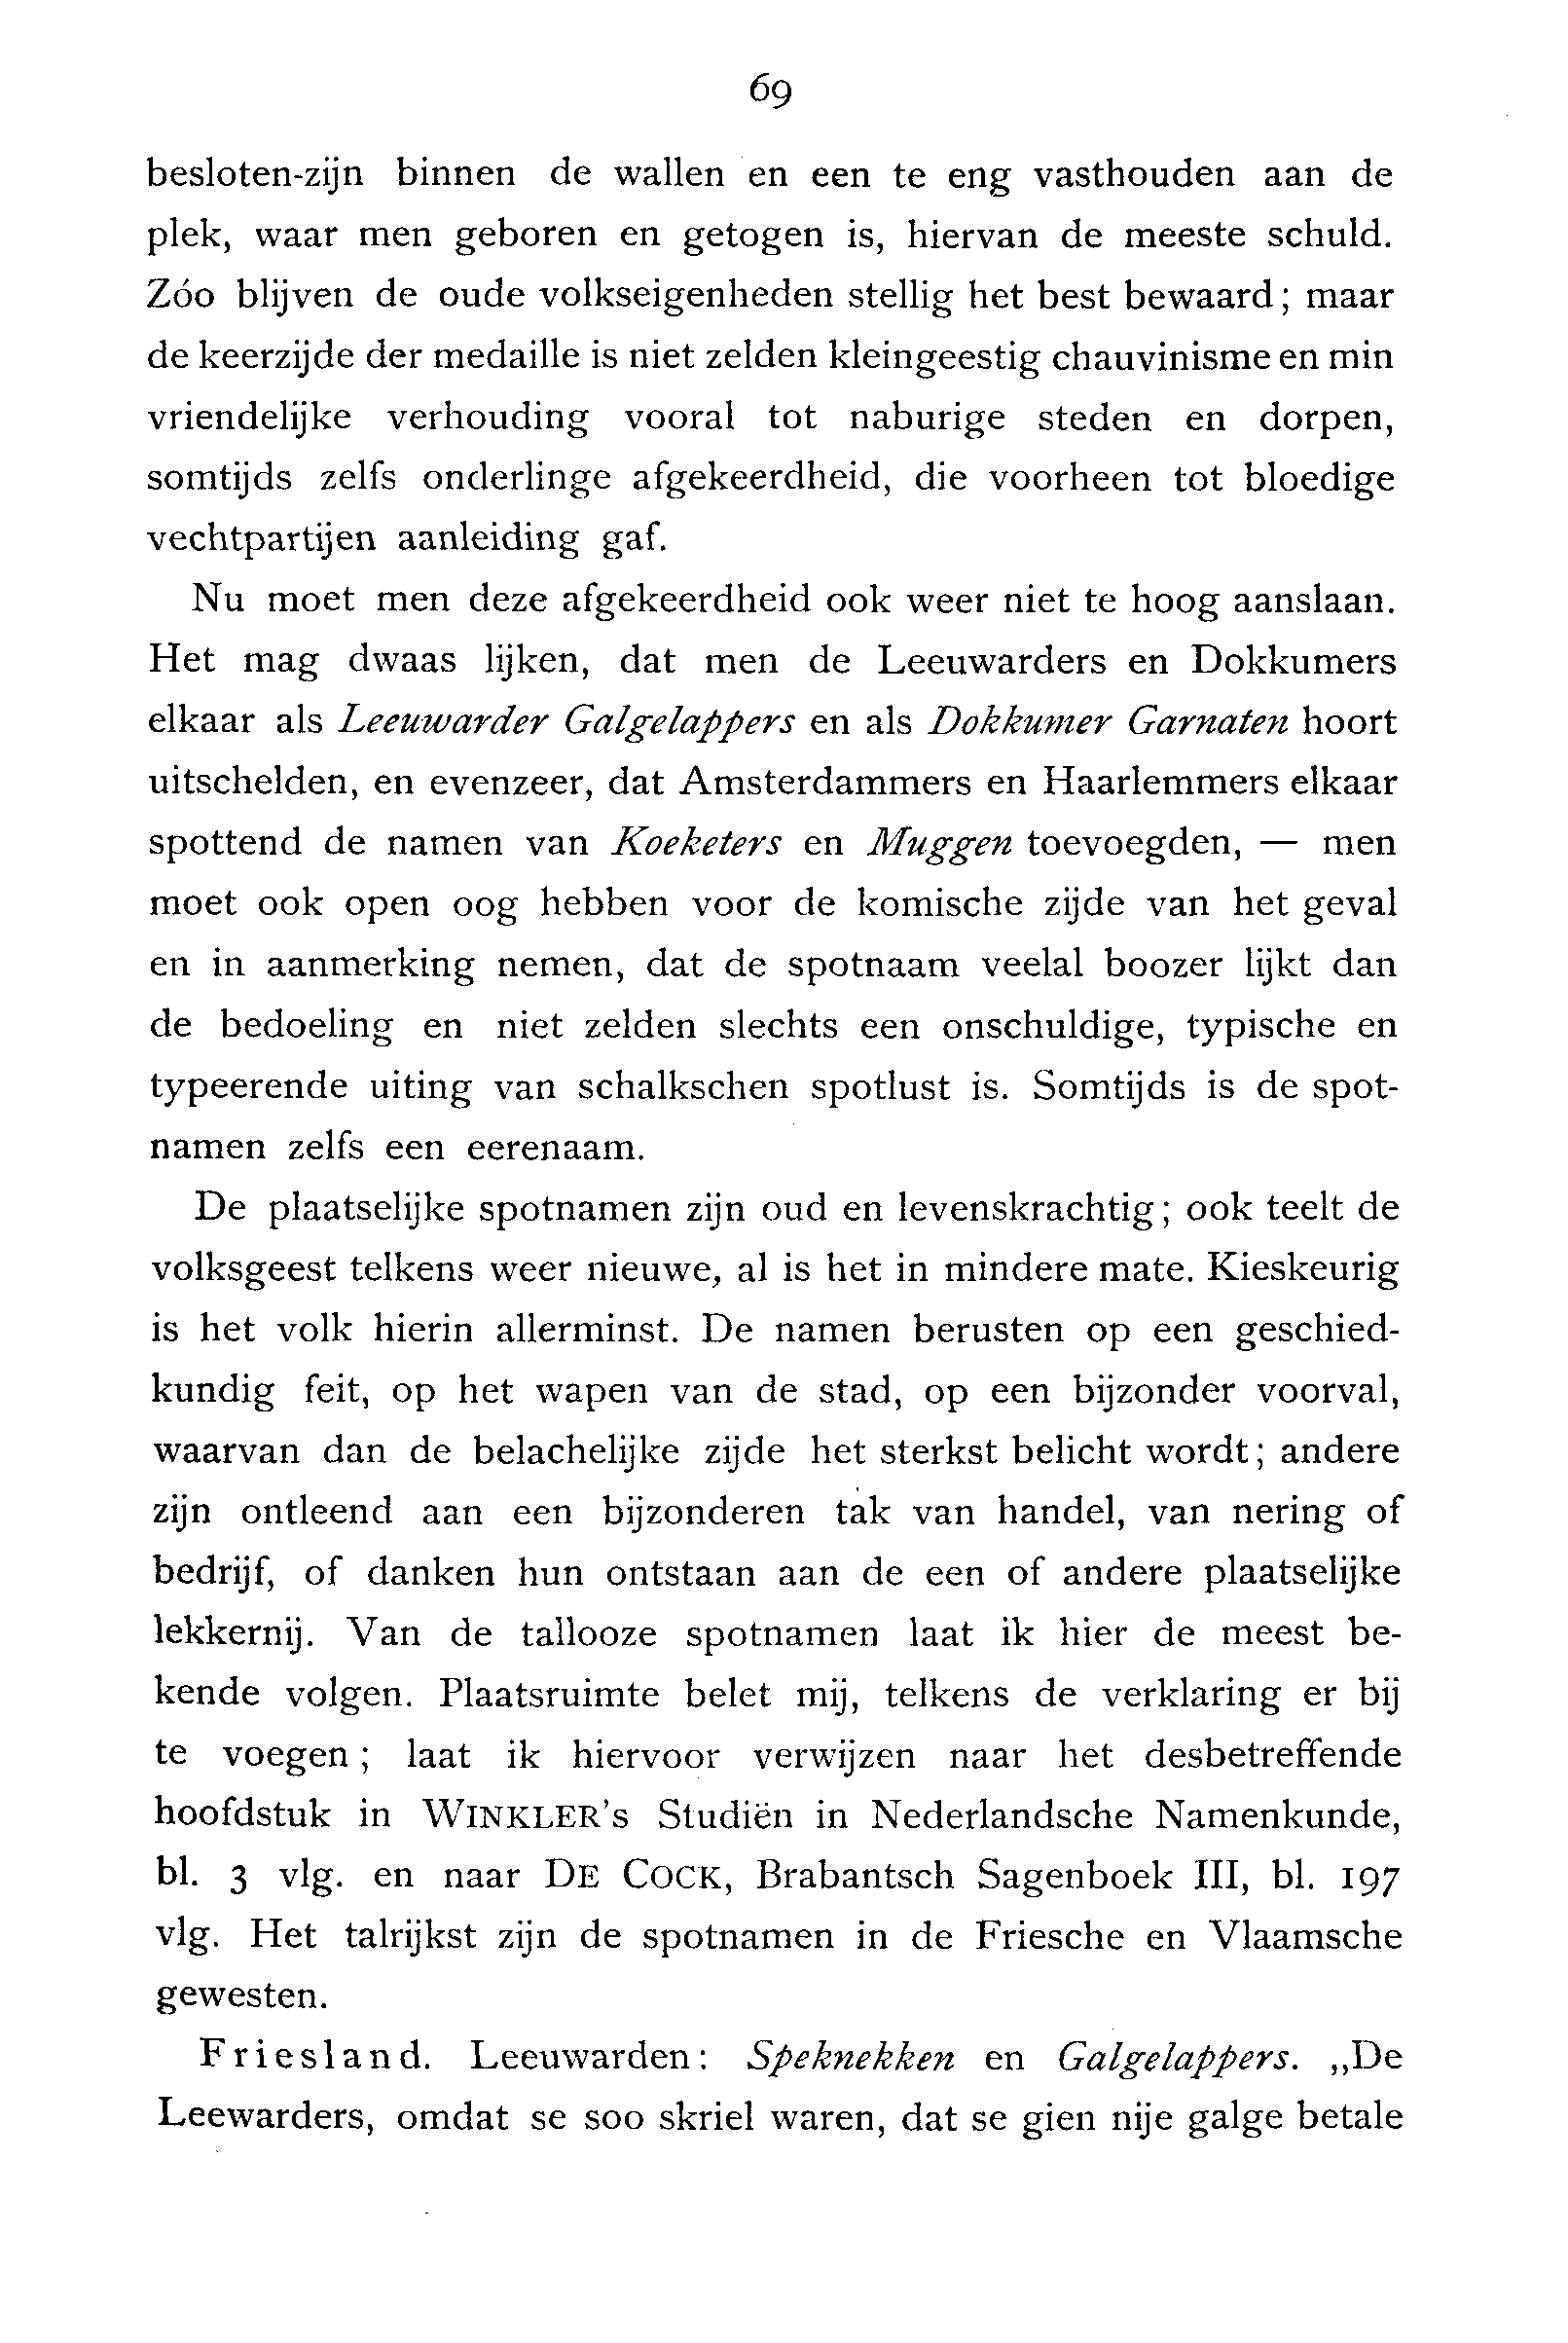 69
besloten-zijn binnen de wallen en een te eng vasthouden aan de
plek, waar men geboren en getogen is, hiervan de meeste schuld.
Zóo blijven de oude volkseigenheden stellig het best bewaard; maar
de keerzijde der medaille is niet zelden kleingeestig chauvinisme en min
vriendelijke verhouding vooral tot naburige steden en dorpen,
somtijds zelfs onderlinge afgekeerdheid, die voorheen tot bloedige
vechtpartijen aanleiding gaf.
Nu moet men deze afgekeerdheid ook weer niet te hoog aanslaan.
Het mag dwaas lijken, dat men de Leeuwarders en Dokkumers
elkaar als Leeuwarder Galgelappers en als Dokkumer Garnaten hoort
uitschelden, en evenzeer, dat Amsterdammers en Haarlemmers elkaar
spottend de namen van Koeketers en Muggen toevoegden, — men
moet ook open oog hebben voor de komische zijde van het geval
en in aanmerking nemen, dat de spotnaam veelal boozer lijkt dan
de bedoeling en niet zelden slechts een onschuldige, typische en
typeerende uiting van schalkschen spotlust is. Somtijds is de spot-
namen zelfs een eerenaam.
De plaatselijke spotnamen zijn oud en levenskrachtig; ook teelt de
volksgeest telkens weer nieuwe, al is het in mindere mate. Kieskeurig
is het volk hierin allerminst. De namen berusten op een geschied-
kundig feit, op het wapen van de stad, op een bijzonder voorval,
waarvan dan de belachelijke zijde het sterkst belicht wordt; andere
zijn ontleend aan een bijzonderen tak van handel, van nering of
bedrijf, of danken hun ontstaan aan de een of andere plaatselijke
lekkernij. Van de tallooze spotnamen laat ik hier de meest be-
kende volgen. Plaatsruimte belet mij, telkens de verklaring er bij
te voegen; laat ik hiervoor verwijzen naar het desbetreffende
hoofdstuk in WINKLER's Studiën in Nederlandsche Namenkunde,
bl. 3 vlg. en naar DE COCK, Brabantsch Sagenboek III, bl. 197
vlg. Het talrijkst zijn de spotnamen in de Friesche en Vlaamsche
gewesten.
Friesland. Leeuwarden: Speknekken en Galgelappers. „De
Leewarders, omdat se soo skriel waren, dat se gien nije galge betale